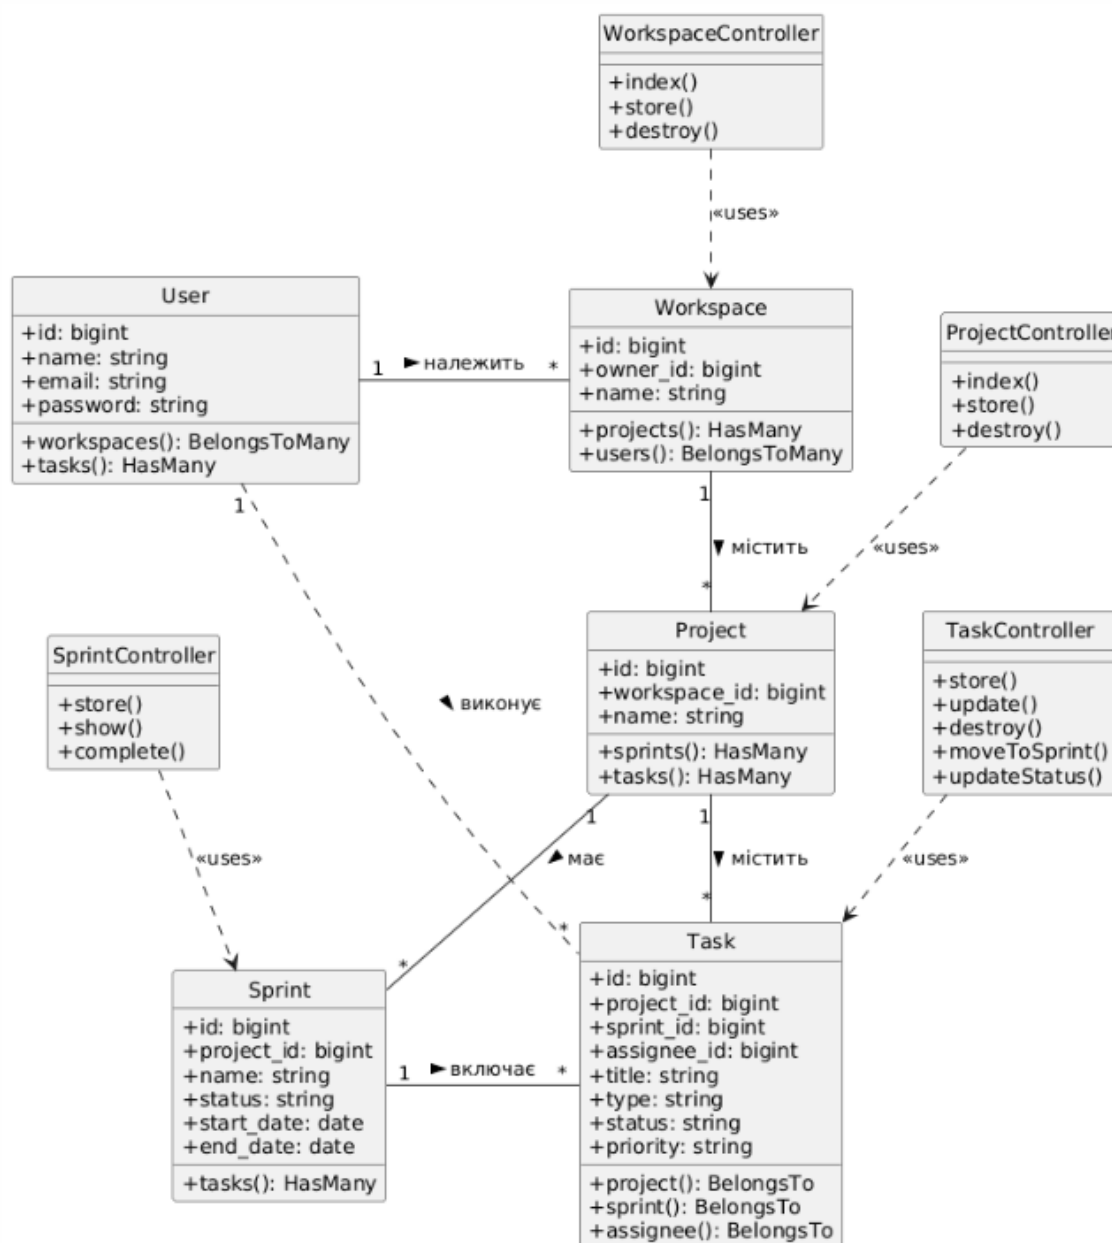 WorkspaceController
+index()
+store()
+destroy()
«uses»
User
+id: bigint
+name: string
+email: string
+password: string
+workspaces(): BelongsToMany
+tasks(): HasMany
1 ► належить *
Workspace
+id: bigint
+owner_id: bigint
+name: string
+projects(): HasMany
+users(): BelongsToMany
ProjectController
+index()
+store()
+destroy()
«uses»
1
▼ містить
*
1
виконує
*
Project
+id: bigint
+workspace_id: bigint
+name: string
+sprints(): HasMany
+tasks(): HasMany
TaskController
+store()
+update()
+destroy()
+moveToSprint()
+updateStatus()
«uses»
SprintController
+store()
+show()
+complete()
«uses»
1
має
*
1
▼ містить
*
Sprint
+id: bigint
+project_id: bigint
+name: string
+status: string
+start_date: date
+end_date: date
+tasks(): HasMany
1 ► включає *
Task
+id: bigint
+project_id: bigint
+sprint_id: bigint
+assignee_id: bigint
+title: string
+type: string
+status: string
+priority: string
+project(): BelongsTo
+sprint(): BelongsTo
+assignee(): BelongsTo